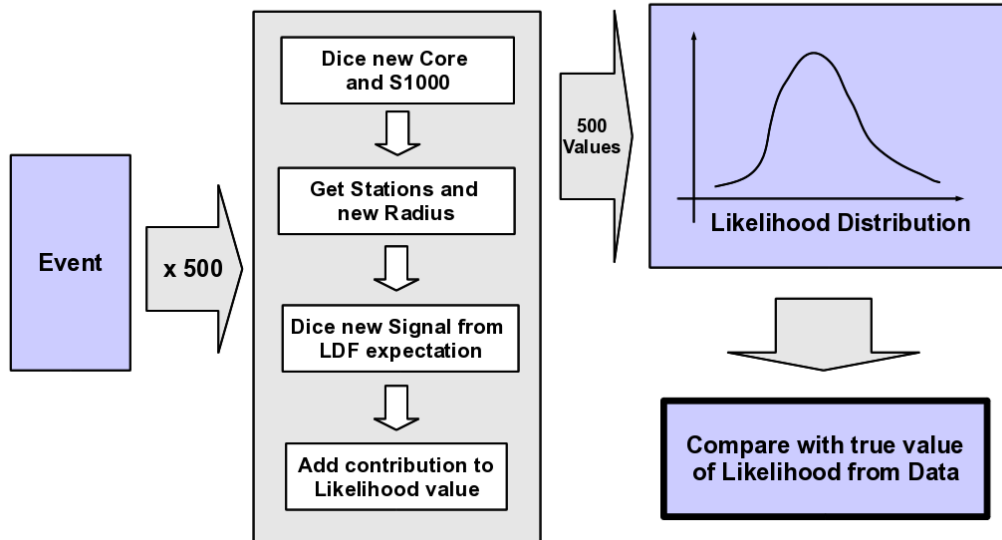 Event
x 500
Dice new Core
and S1000
Get Stations and
new Radius
Dice new Signal from
LDF expectation
Add contribution to
Likelihood value
500
Values
Likelihood Distribution
Compare with true value
of Likelihood from Data